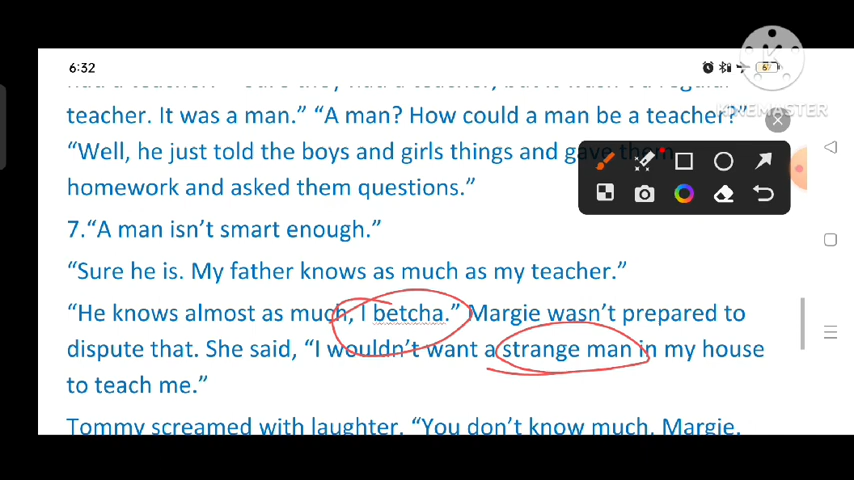 6:32
67
KINEMASTER
teacher. It was a man.” “A man? How could a man be a teacher?”
“Well, he just told the boys and girls things and gave them
homework and asked them questions.”
7.“A man isn’t smart enough.”
“Sure he is. My father knows as much as my teacher.”
“He knows almost as much, I betcha.” Margie wasn’t prepared to
dispute that. She said, “I wouldn’t want a strange man in my house
to teach me.”
Tommy screamed with laughter. “You don’t know much, Margie.